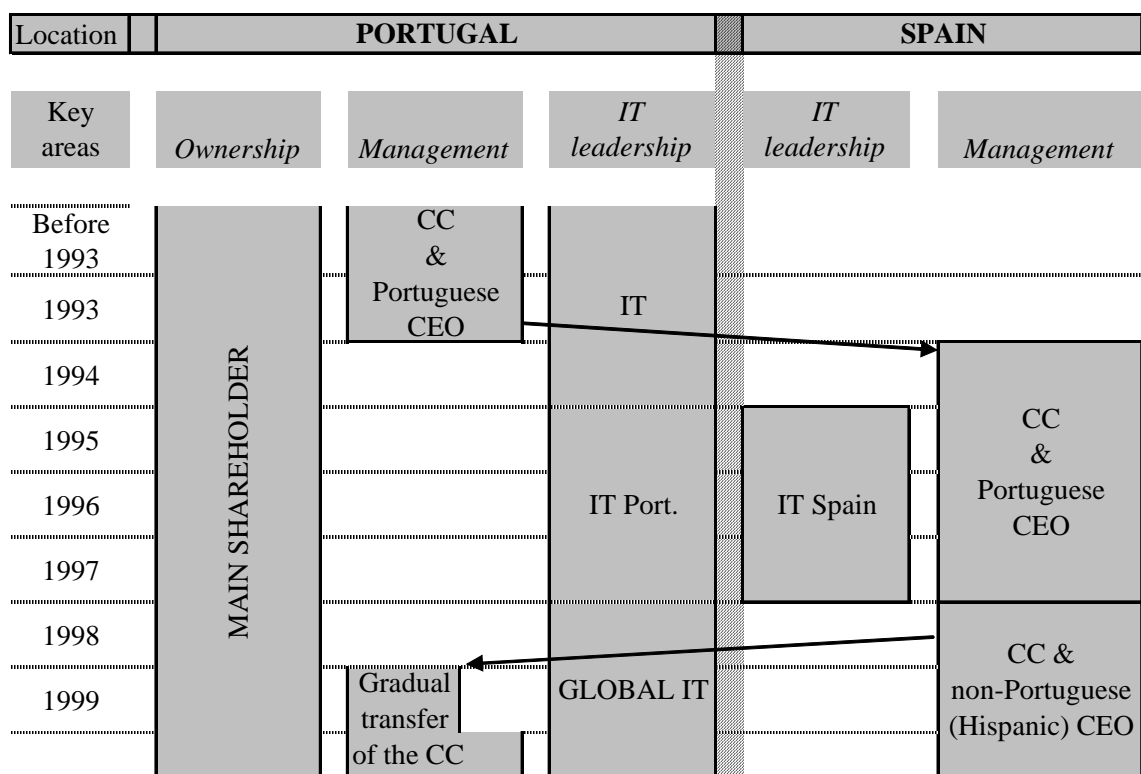 Location PORTUGAL SPAIN
Key areas
Ownership
Management
IT leadership
IT leadership
Management
Before 1993
1993
1994
1995
1996
1997
1998
1999
MAIN SHAREHOLDER
CC
&
Portuguese
CEO
IT
IT Port.
GLOBAL IT
Gradual
transfer
of the CC
IT Spain
CC
&
Portuguese
CEO
CC &
non-Portuguese
(Hispanic) CEO